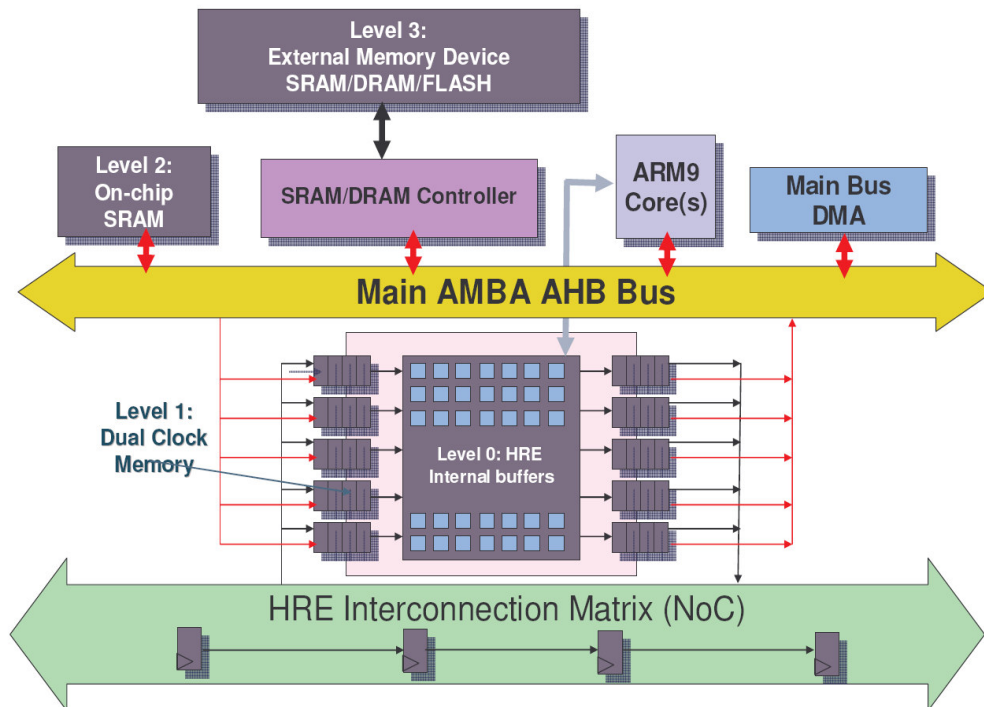 Level 3:
External Memory Device
SRAM/DRAM/FLASH
Level 2:
On-chip
SRAM
SRAM/DRAM Controller
ARM9
Core(s)
Main Bus
DMA
Main AMBA AHB Bus
Level 1:
Dual Clock
Memory
Level 0: HRE
Internal buffers
HRE Interconnection Matrix (NoC)